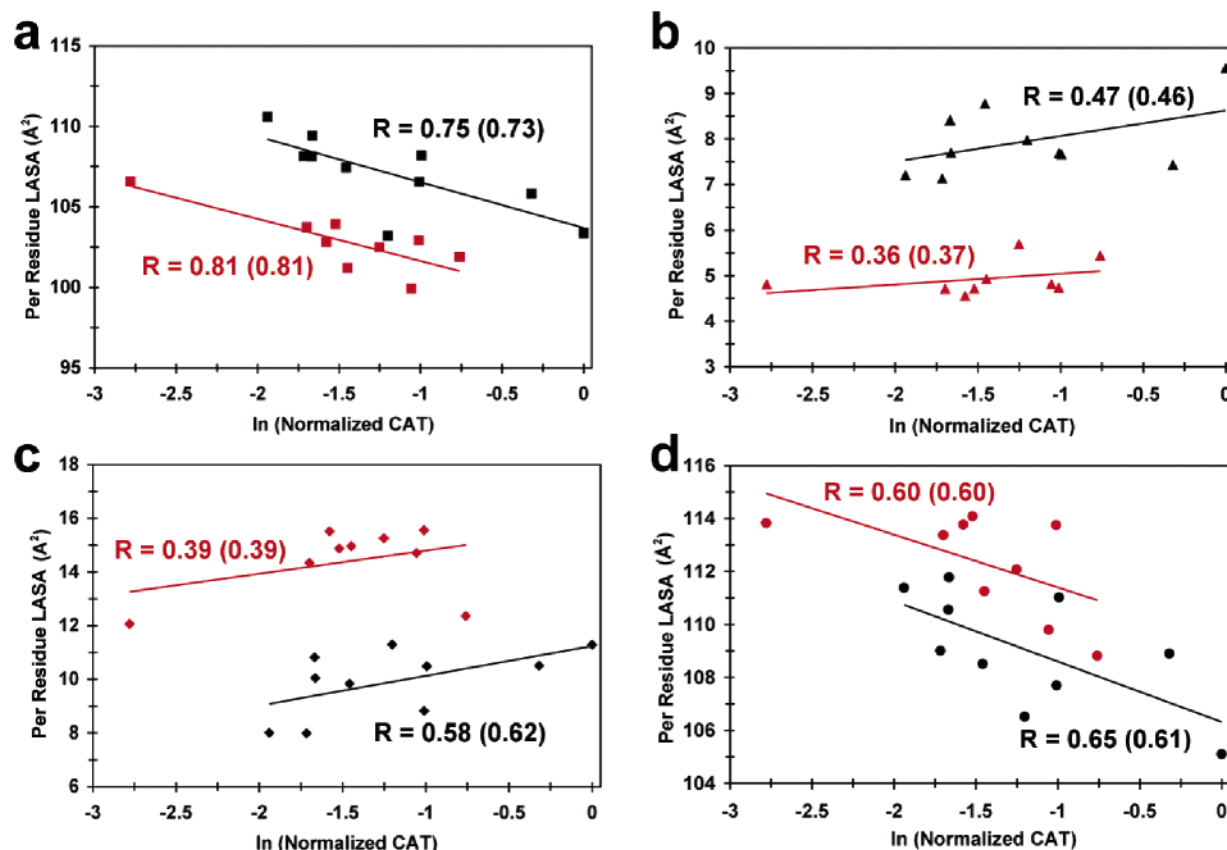 a
Per Residue LASA (Å²)
115
110
105
100
95
R = 0.75 (0.73)
R = 0.81 (0.81)
-3 -2.5 -2 -1.5 -1 -0.5 0
ln (Normalized CAT)
b
Per Residue LASA (Å²)
10
9
8
7
6
5
4
3
R = 0.47 (0.46)
R = 0.36 (0.37)
-3 -2.5 -2 -1.5 -1 -0.5 0
ln (Normalized CAT)
c
Per Residue LASA (Å²)
18
16
14
12
10
8
6
R = 0.39 (0.39)
R = 0.58 (0.62)
-3 -2.5 -2 -1.5 -1 -0.5 0
ln (Normalized CAT)
d
Per Residue LASA (Å²)
116
114
112
110
108
106
104
R = 0.60 (0.60)
R = 0.65 (0.61)
-3 -2.5 -2 -1.5 -1 -0.5 0
ln (Normalized CAT)